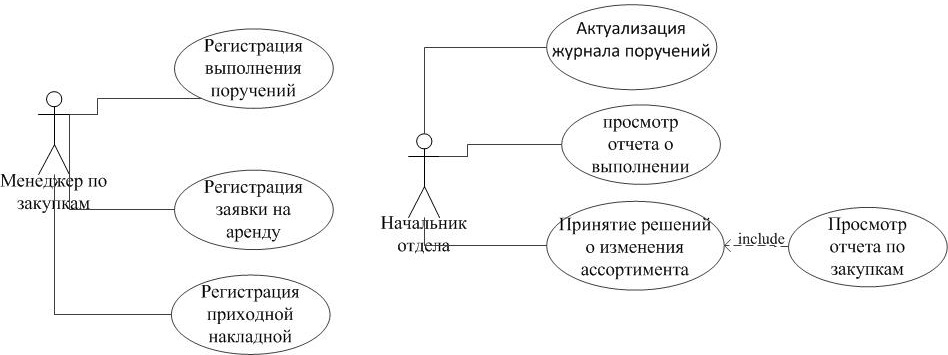 Регистрация
выполнения
поручений
Менеджер по
закупкам
Регистрация
заявки на
аренду
Регистрация
приходной
накладной
Актуализация
журнала поручений
просмотр
отчета о
выполнении
Начальник
отдела
Принятие решений
о изменения
ассортимента
include
Просмотр
отчета по
закупкам